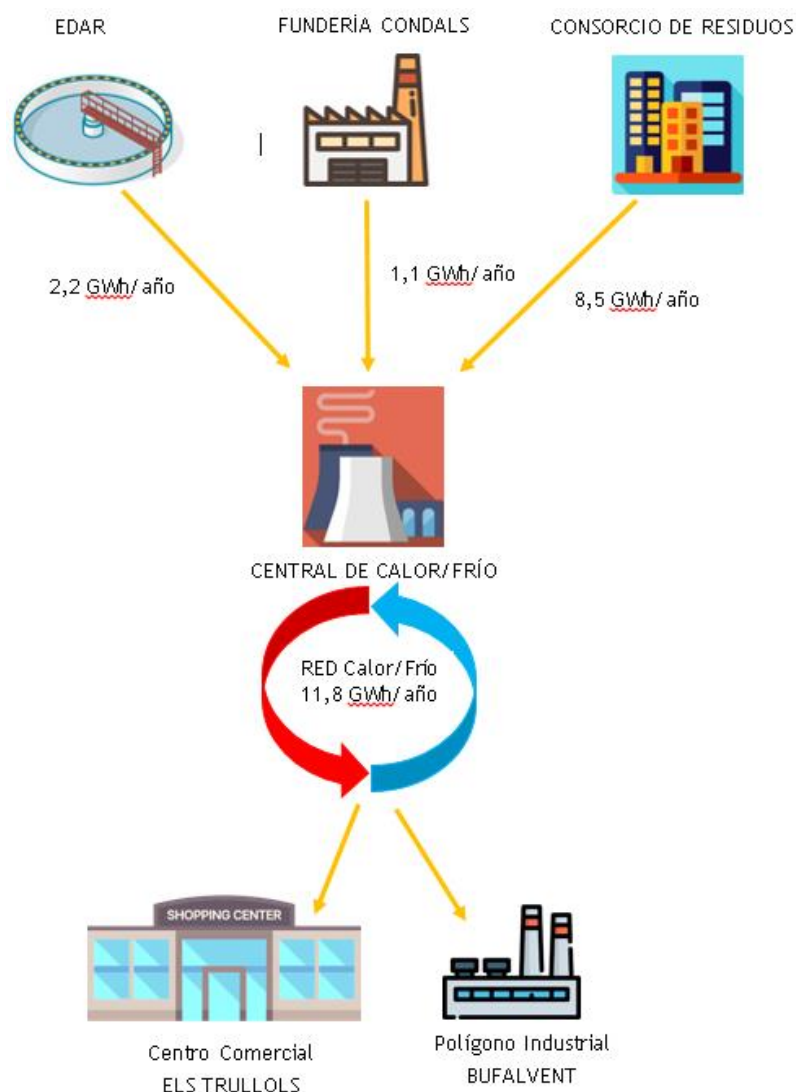 EDAR
FUNDERÍA CONDALS
CONSORCIO DE RESIDUOS
2,2 GWh/año
1,1 GWh/año
8,5 GWh/año
CENTRAL DE CALOR/FRÍO
RED Calor/Frío
11,8 GWh/año
SHOPPING CENTER
Centro Comercial
ELS TRULLOLS
Polígono Industrial
BUFALVENT